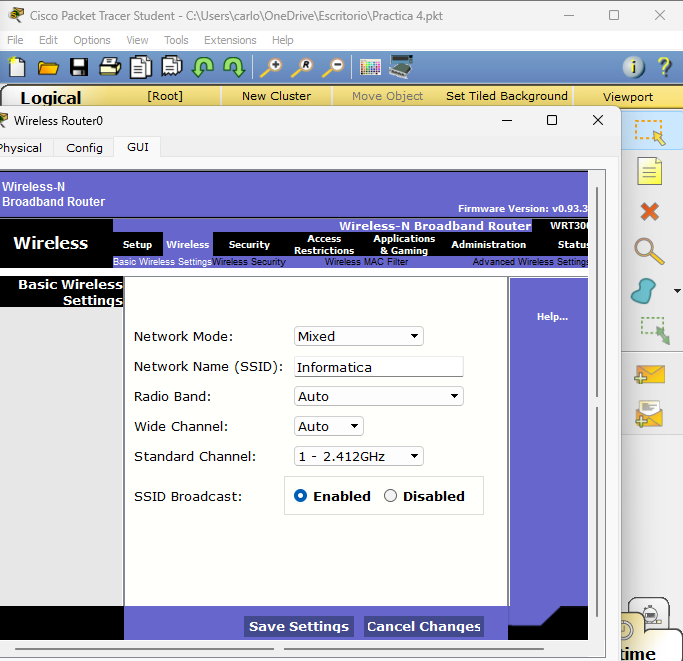 Cisco Packet Tracer Student - C:\Users\carlo\OneDrive\Escritorio\Practica 4.pkt
File Edit Options View Tools Extensions Help
Logical [Root] New Cluster Move Object Set Tiled Background Viewport
Wireless Router0
Physical Config GUI
Wireless-N
Broadband Router
Firmware Version: v0.93.3
Wireless-N Broadband Router WRT300
Wireless Setup Wireless Security Access Restrictions Applications & Gaming Administration Status
Basic Wireless Settings Wireless Security Wireless MAC Filter Advanced Wireless Settings
Basic Wireless
Settings
Help...
Network Mode: Mixed
Network Name (SSID): Informatica
Radio Band: Auto
Wide Channel: Auto
Standard Channel: 1 - 2.412GHz
SSID Broadcast: Enabled Disabled
Save Settings Cancel Changes
time